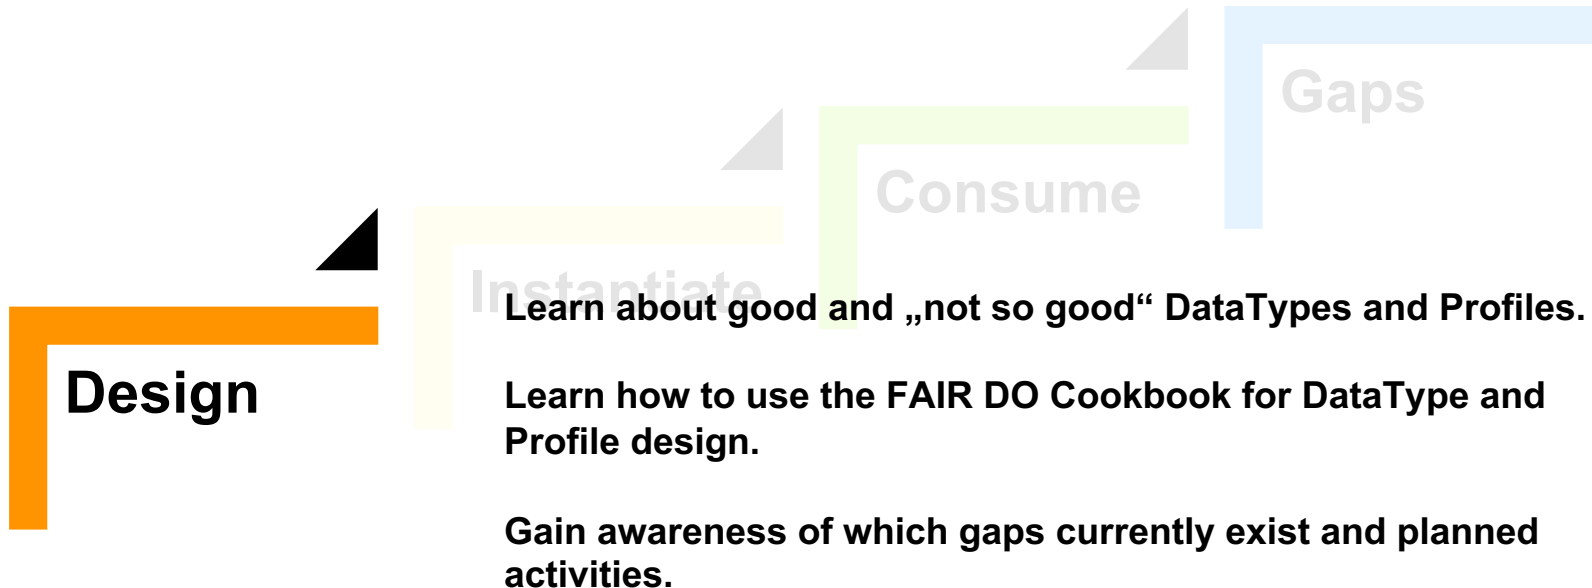 Gaps
Consume
Instantiate
Learn about good and „not so good“ DataTypes and Profiles.
Design
Learn how to use the FAIR DO Cookbook for DataType and
Profile design.
Gain awareness of which gaps currently exist and planned
activities.